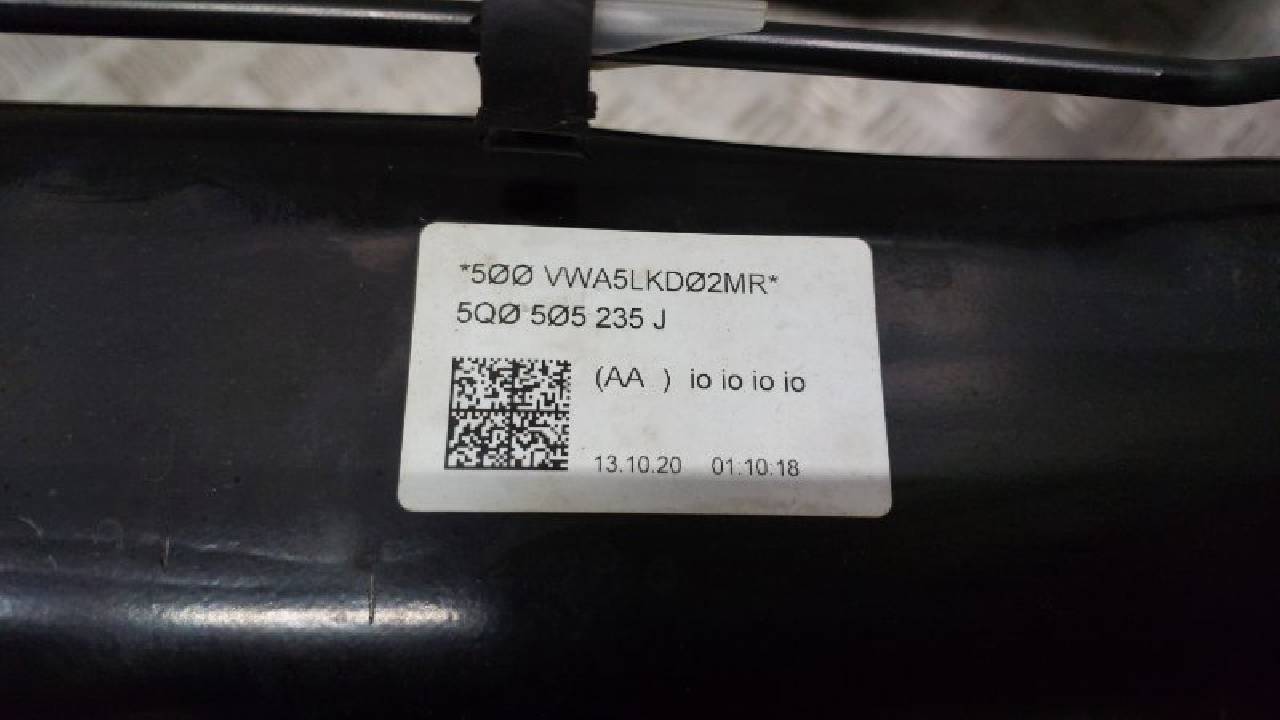 *5ØØ VWA5LKDØ2MR*
5QØ 5Ø5 235 J
(AA  )  io io io io
13.10.20  01:10:18